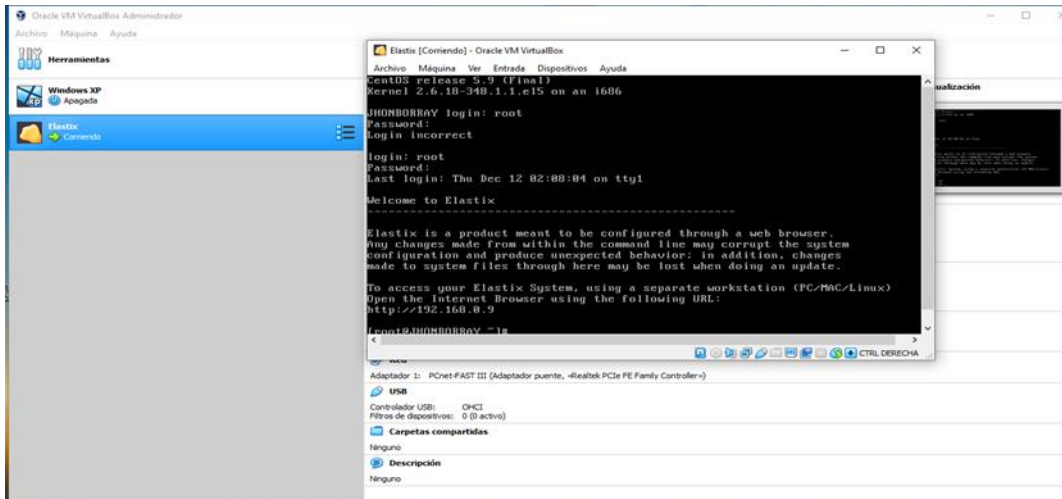 Oracle VM VirtualBox Administrador
Archivo Máquina Ayuda
Herramientas
Windows XP
Apagada
Elastix
Corriendo
Elastix [Corriendo] - Oracle VM VirtualBox
Archivo Máquina Ver Entrada Dispositivos Ayuda
CentOS release 5.9 (Final)
Kernel 2.6.18-348.1.1.el5 on an i686
JHONBORRAY login: root
Password:
Login incorrect
login: root
Password:
Last login: Thu Dec 12 02:08:04 on tty1
Welcome to Elastix
----------------------------------------------------
Elastix is a product meant to be configured through a web browser.
Any changes made from within the command line may corrupt the system
configuration and produce unexpected behavior; in addition, changes
made to system files through here may be lost when doing an update.
To access your Elastix System, using a separate workstation (PC/MAC/Linux)
Open the Internet Browser using the following URL:
http://192.168.0.9
[root@JHONBORRAY ~]#
CTRL DERECHA
ualización
Red
Adaptador 1: PCnet-FAST III (Adaptador puente, «Realtek PCIe FE Family Controller»)
USB
Controlador USB: OHCI
Filtros de dispositivos: 0 (0 activo)
Carpetas compartidas
Ninguno
Descripción
Ninguno